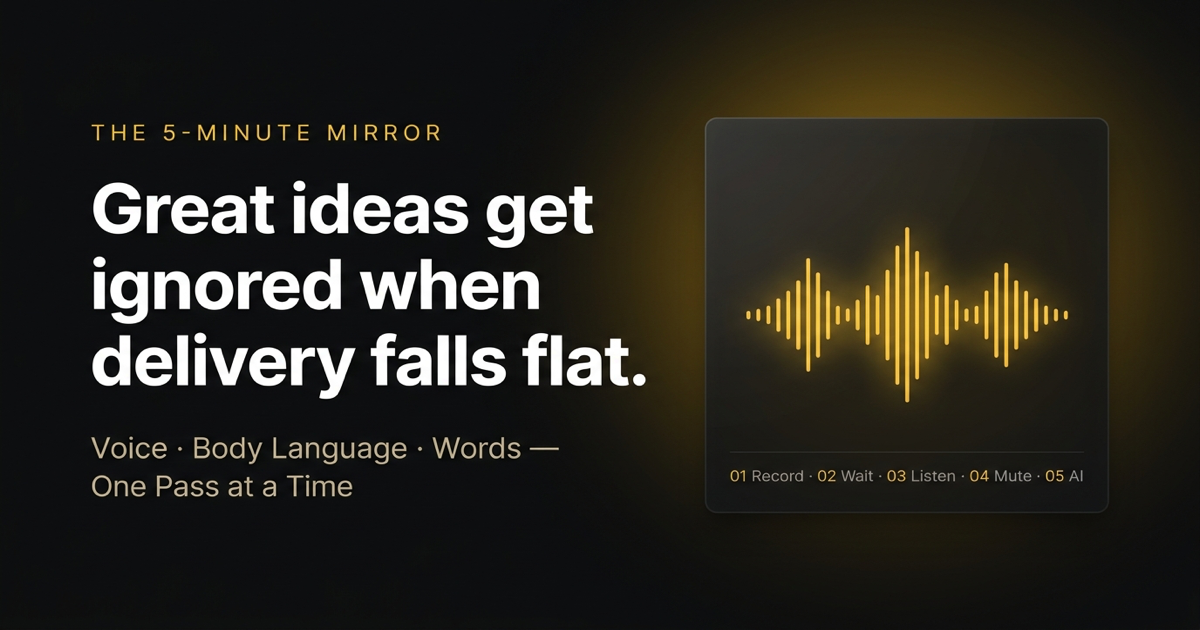 THE 5-MINUTE MIRROR
Great ideas get
ignored when
delivery falls flat.
Voice · Body Language · Words —
One Pass at a Time
01 Record · 02 Wait · 03 Listen · 04 Mute · 05 AI